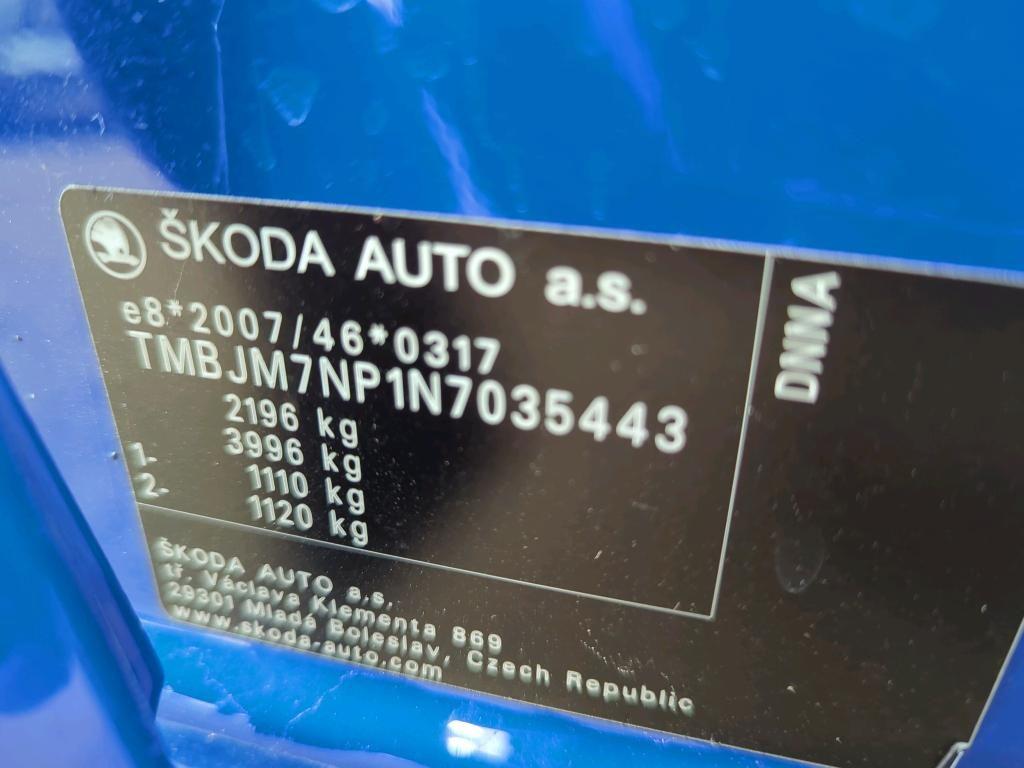 ŠKODA AUTO a.s.
e8*2007/46*0317
TMBJM7NP1N7035443
2196 kg
3996 kg
1- 1110 kg
2- 1120 kg
ŠKODA AUTO a.s.
tř. Václava Klementa 869
29301 Mladá Boleslav, Czech Republic
www.skoda-auto.com
DNNA